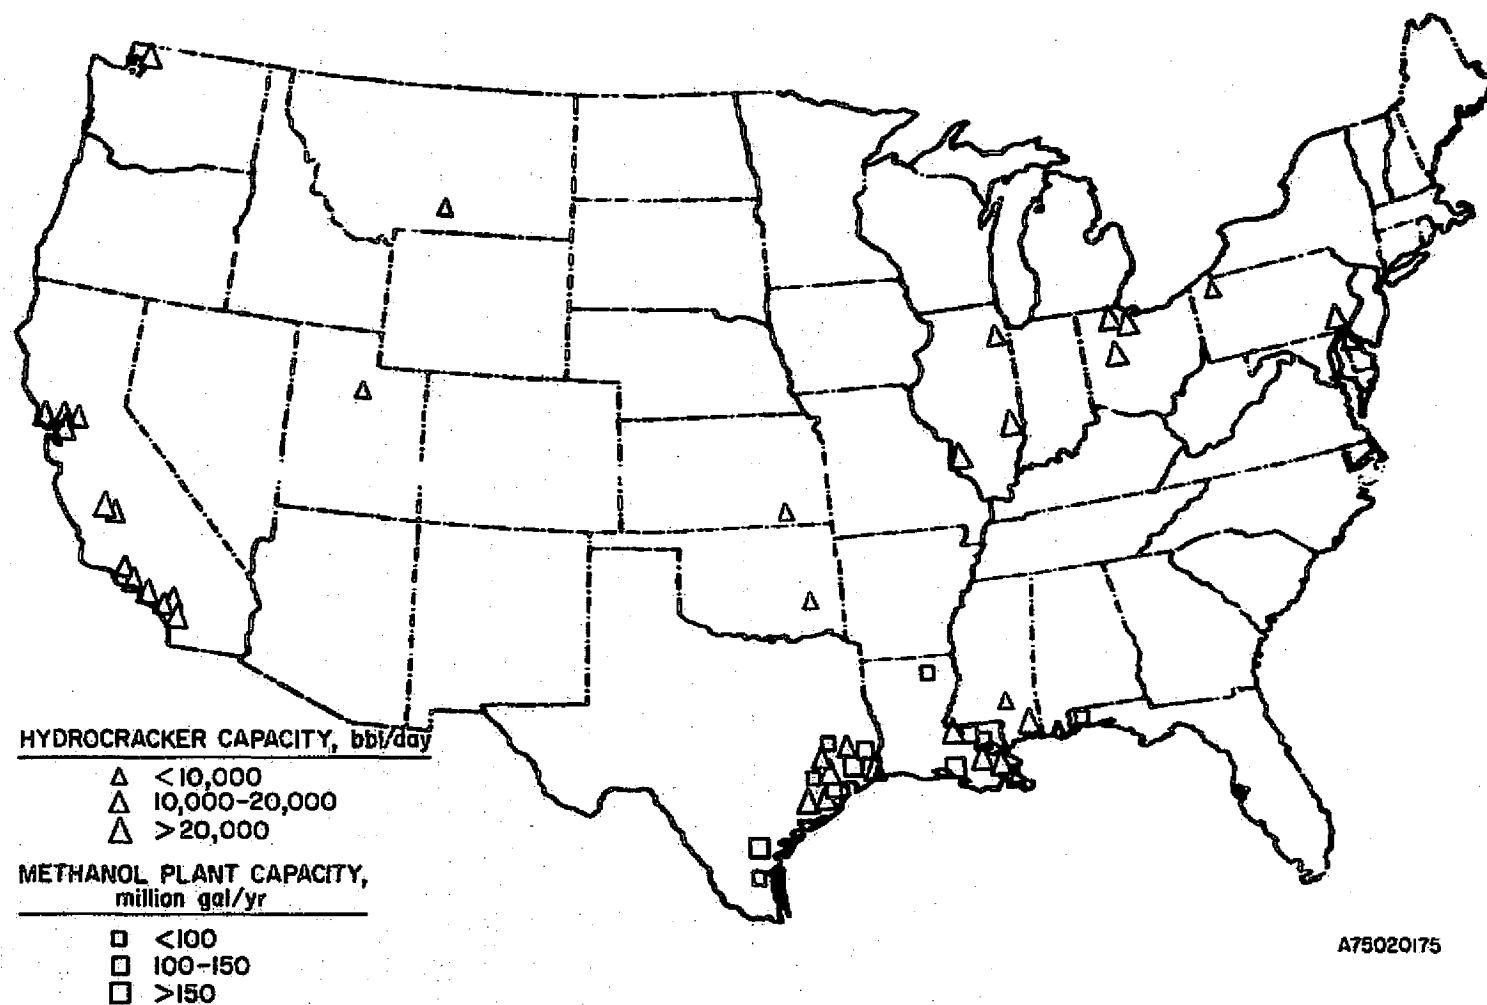 HYDROCRACKER CAPACITY, bbl/day
<10,000
10,000-20,000
>20,000
METHANOL PLANT CAPACITY,
million gal/yr
<100
100-150
>150
A75020175